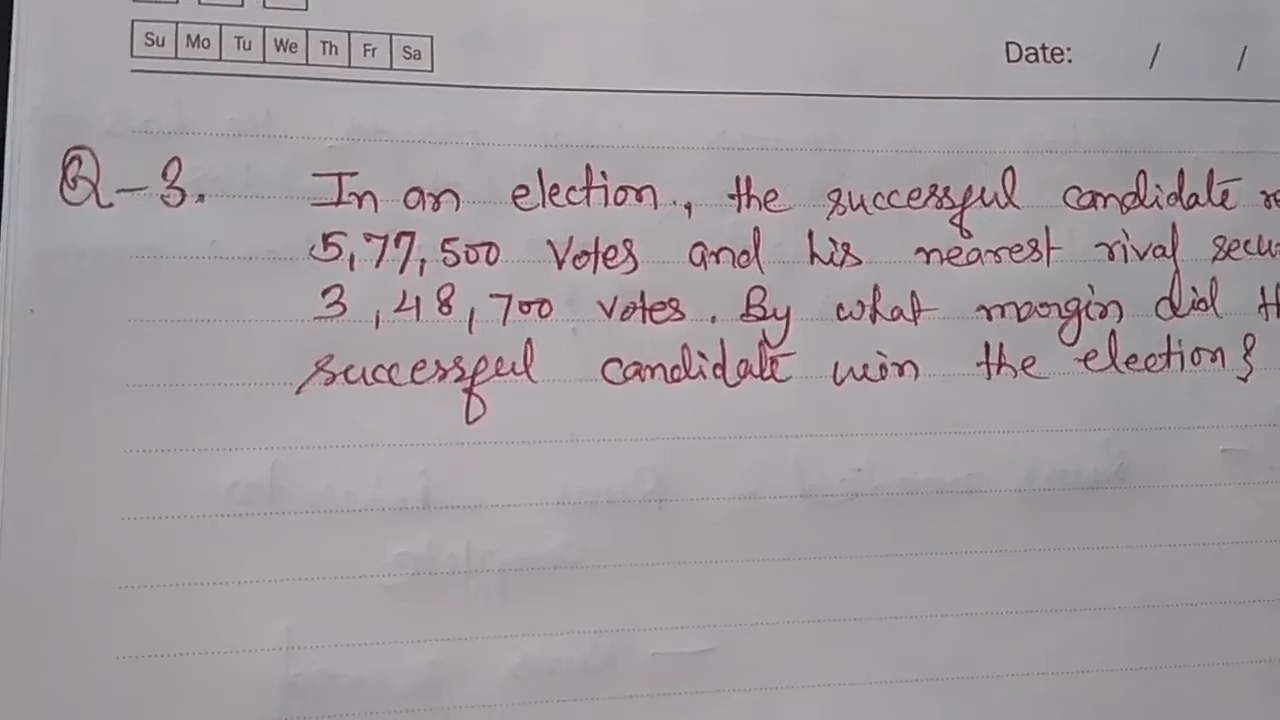 Su Mo Tu We Th Fr Sa
Date: / /
Q-3. In an election, the successful candidate
5,77,500 votes and his nearest rival
3,48,700 votes. By what margin did
successful candidate win the election?